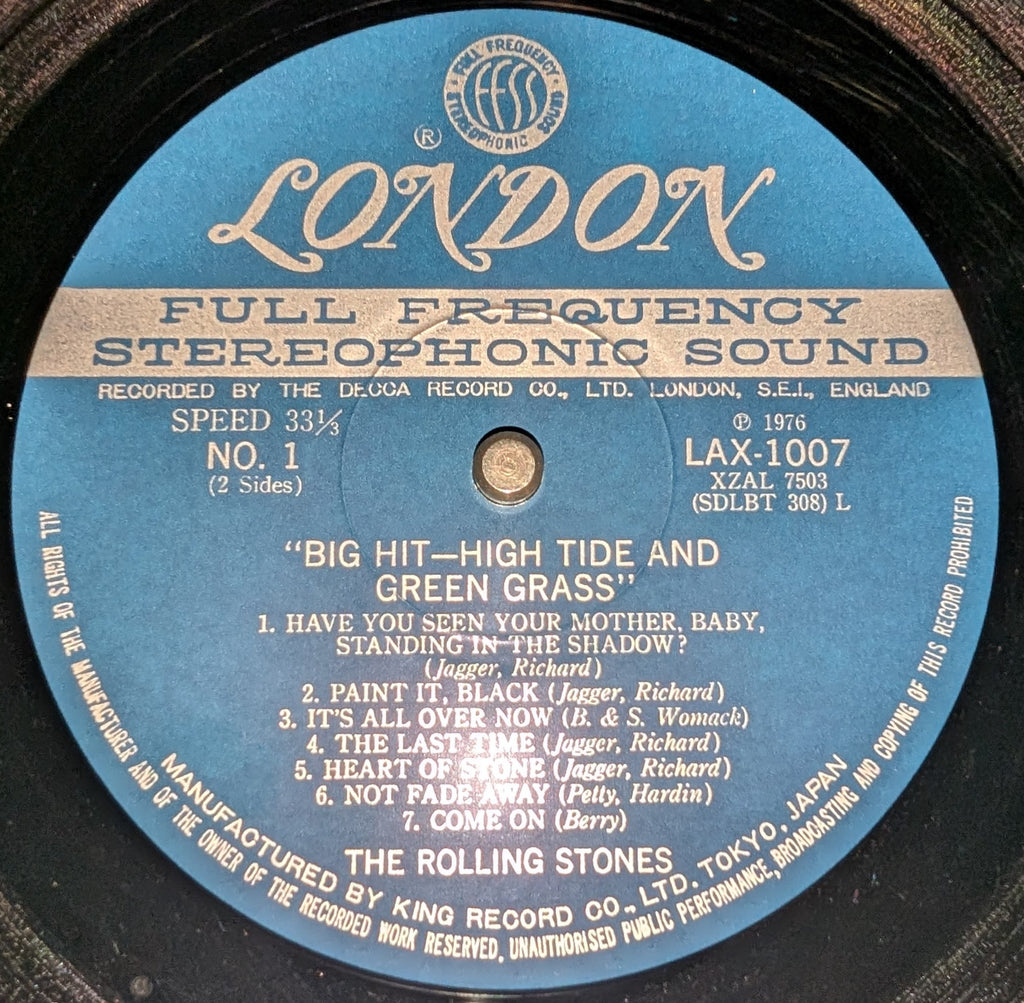 FULL FREQUENCY
STEREOPHONIC SOUND
®
LONDON
FULL FREQUENCY
STEREOPHONIC SOUND
RECORDED BY THE DECCA RECORD CO., LTD. LONDON, S.E.I., ENGLAND
SPEED 33⅓
℗ 1976
NO. 1
LAX-1007
(2 Sides)
XZAL 7503
(SDLBT 308) L
"BIG HIT—HIGH TIDE AND
GREEN GRASS"
1. HAVE YOU SEEN YOUR MOTHER, BABY,
STANDING IN THE SHADOW?
(Jagger, Richard)
2. PAINT IT, BLACK (Jagger, Richard)
3. IT'S ALL OVER NOW (B. & S. Womack)
4. THE LAST TIME (Jagger, Richard)
5. HEART OF STONE (Jagger, Richard)
6. NOT FADE AWAY (Petty, Hardin)
7. COME ON (Berry)
THE ROLLING STONES
MANUFACTURED BY KING RECORD CO., LTD. TOKYO, JAPAN
ALL RIGHTS OF THE MANUFACTURER AND OF THE OWNER OF THE RECORDED WORK RESERVED, UNAUTHORISED PUBLIC PERFORMANCE, BROADCASTING AND COPYING OF THIS RECORD PROHIBITED